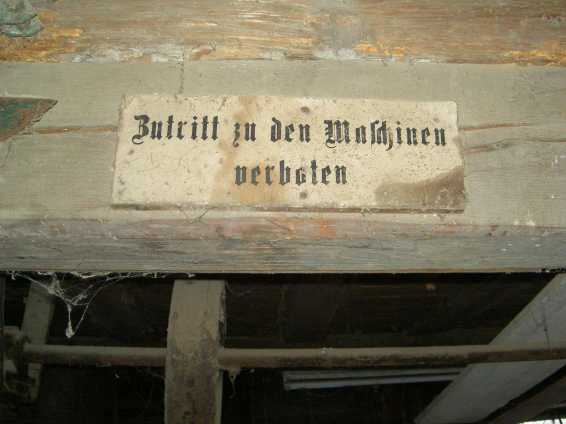 Zutritt zu den Maschinen
verboten